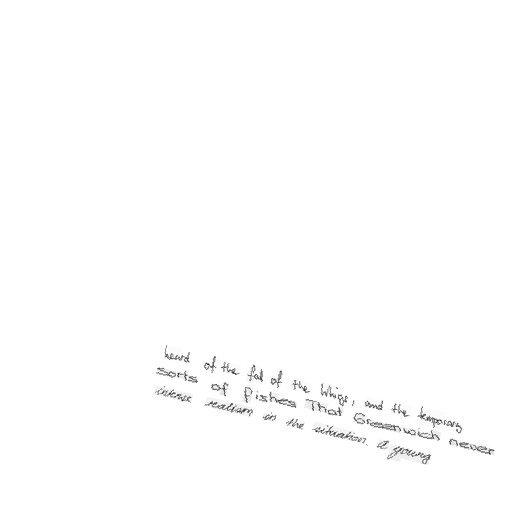 heard of the fall of the Whigs, and the temporary
sorts of Fishes That Greenwich never
intense realism in the situation. A young